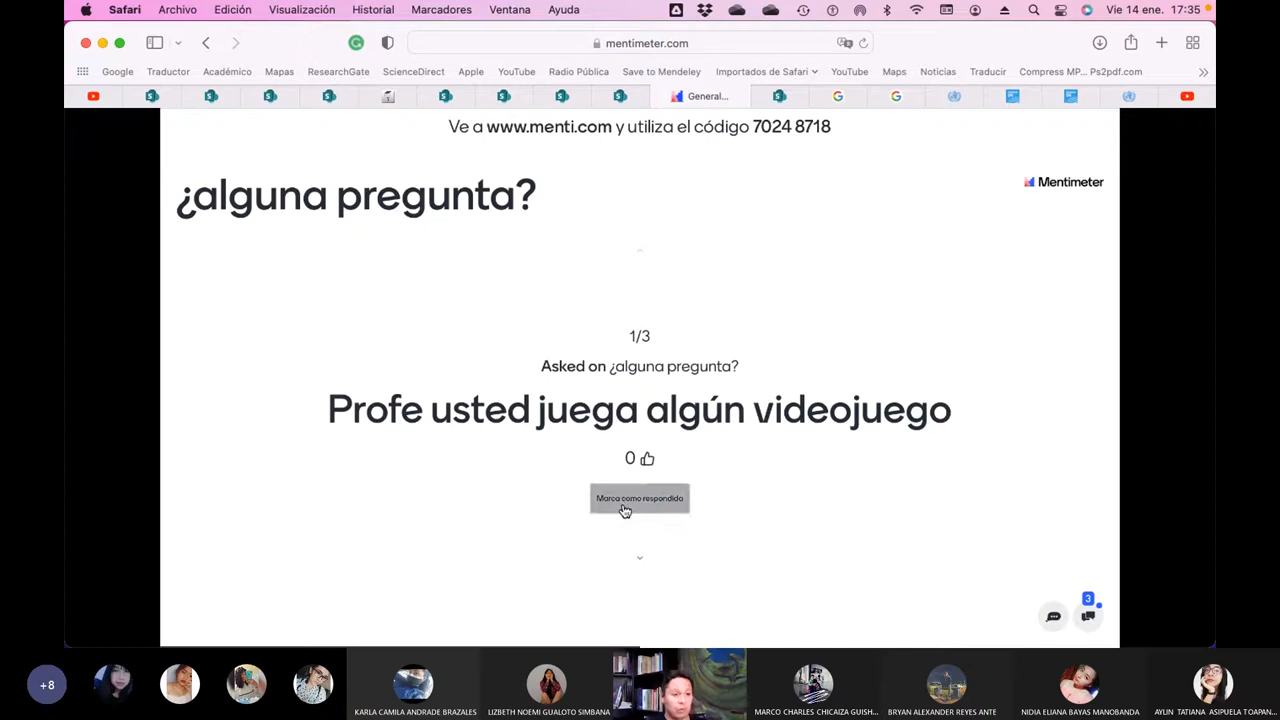 Safari Archivo Edición Visualización Historial Marcadores Ventana Ayuda Vie 14 ene. 17:35
mentimeter.com
Google Traductor Académico Mapas ResearchGate ScienceDirect Apple YouTube Radio Pública Save to Mendeley Importados de Safari YouTube Maps Noticias Traducir Compress MP... Ps2pdf.com
General...
Ve a www.menti.com y utiliza el código 7024 8718
¿alguna pregunta?
Mentimeter
1/3
Asked on ¿alguna pregunta?
Profe usted juega algún videojuego
0
Marca como respondido
3
+8
KARLA CAMILA ANDRADE BRAZALES
LIZBETH NOEMI GUALOTO SIMBANA
MARCO CHARLES CHICAIZA GUISH...
BRYAN ALEXANDER REYES ANTE
NIDIA ELIANA BAYAS MANOBANDA
AYLIN TATIANA ASIPUELA TOAPAN...